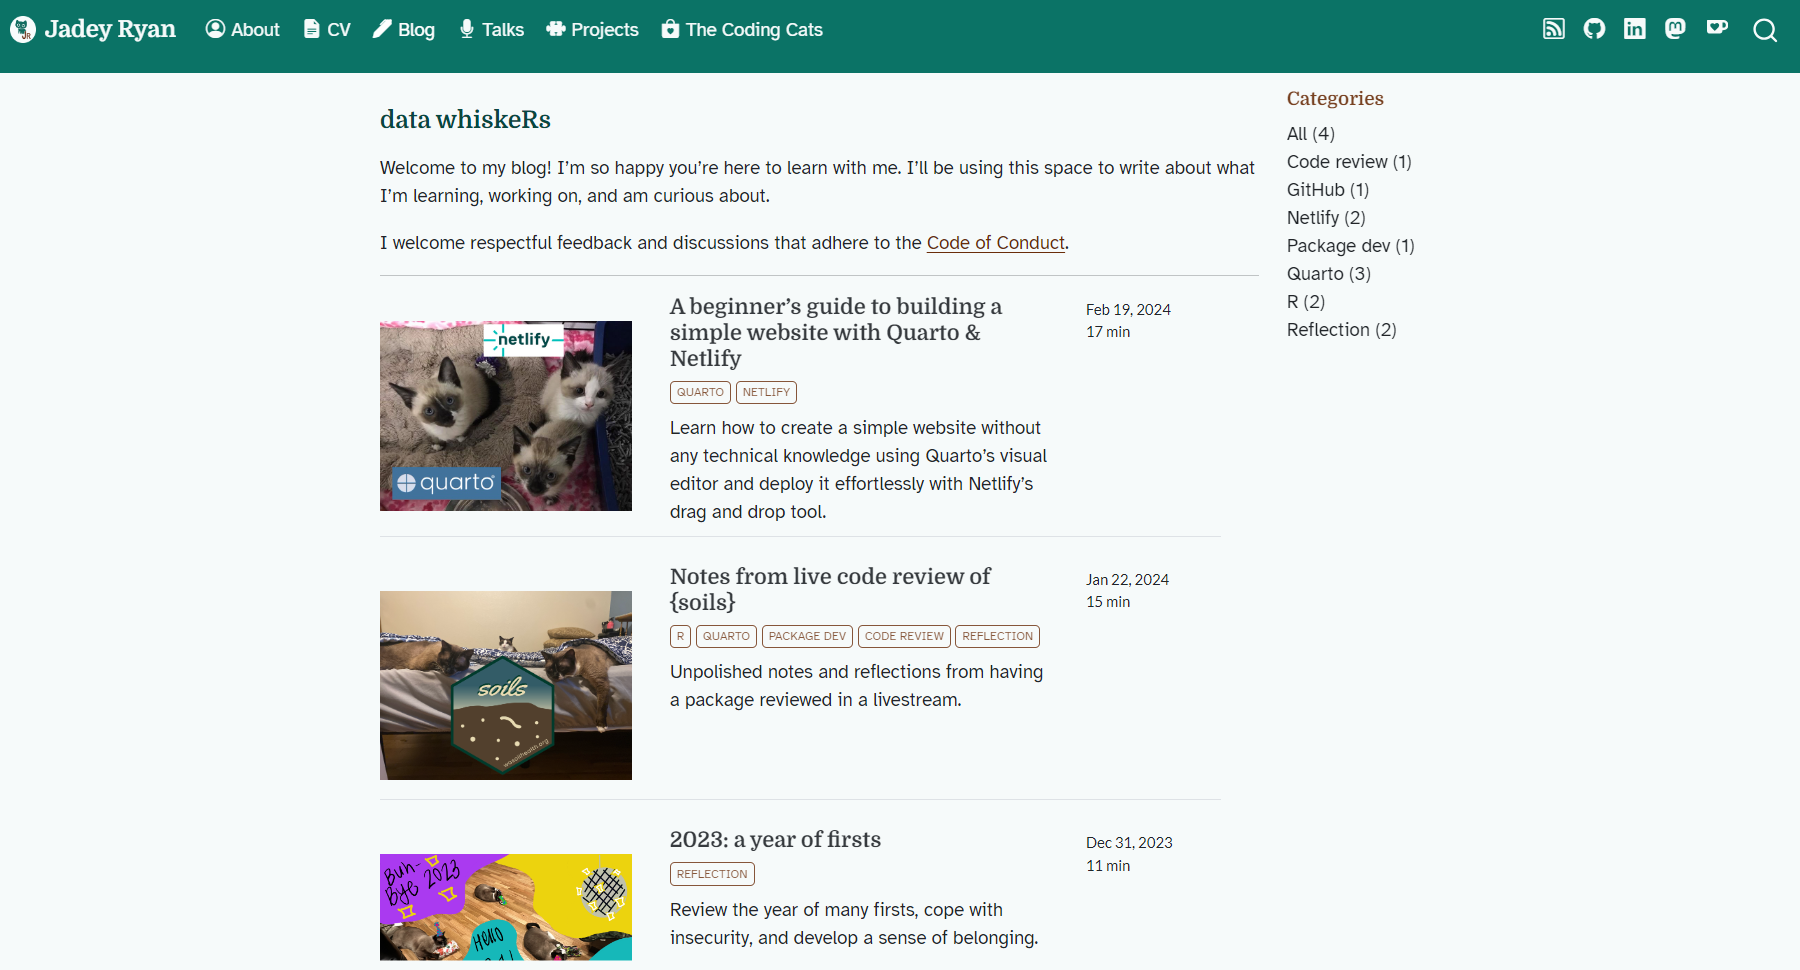 Jadey Ryan
About
CV
Blog
Talks
Projects
The Coding Cats
data whiskeRs
Welcome to my blog! I’m so happy you’re here to learn with me. I’ll be using this space to write about what
I’m learning, working on, and am curious about.
I welcome respectful feedback and discussions that adhere to the Code of Conduct.
netlify
quarto
A beginner’s guide to building a
simple website with Quarto &
Netlify
QUARTO
NETLIFY
Learn how to create a simple website without
any technical knowledge using Quarto’s visual
editor and deploy it effortlessly with Netlify’s
drag and drop tool.
Feb 19, 2024
17 min
soils
wasoilhealth.org
Notes from live code review of
{soils}
R
QUARTO
PACKAGE DEV
CODE REVIEW
REFLECTION
Unpolished notes and reflections from having
a package reviewed in a livestream.
Jan 22, 2024
15 min
Buh-
Bye 2023
Hello
2023: a year of firsts
REFLECTION
Review the year of many firsts, cope with
insecurity, and develop a sense of belonging.
Dec 31, 2023
11 min
Categories
All (4)
Code review (1)
GitHub (1)
Netlify (2)
Package dev (1)
Quarto (3)
R (2)
Reflection (2)